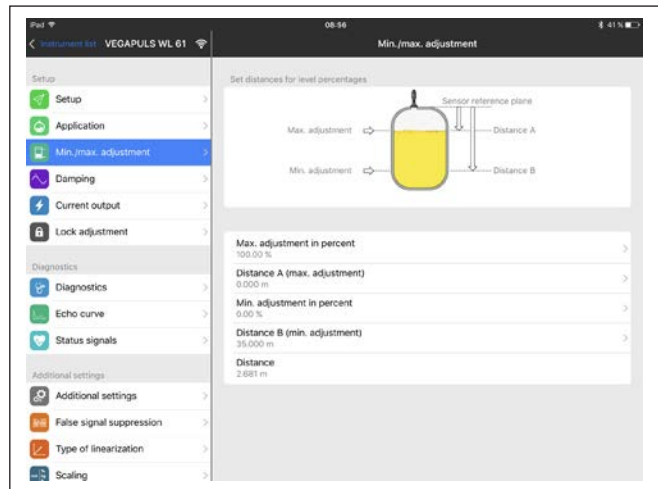 iPad
08:56
41 %
Instrument list
VEGAPULS WL 61
Min./max. adjustment
Setup
Setup
Application
Min./max. adjustment
Damping
Current output
Lock adjustment
Diagnostics
Diagnostics
Echo curve
Status signals
Additional settings
Additional settings
False signal suppression
Type of linearization
Scaling
Set distances for level percentages
Sensor reference plane
Max. adjustment
Distance A
Min. adjustment
Distance B
Max. adjustment in percent
100.00 %
Distance A (max. adjustment)
0.000 m
Min. adjustment in percent
0.00 %
Distance B (min. adjustment)
35.000 m
Distance
2.681 m